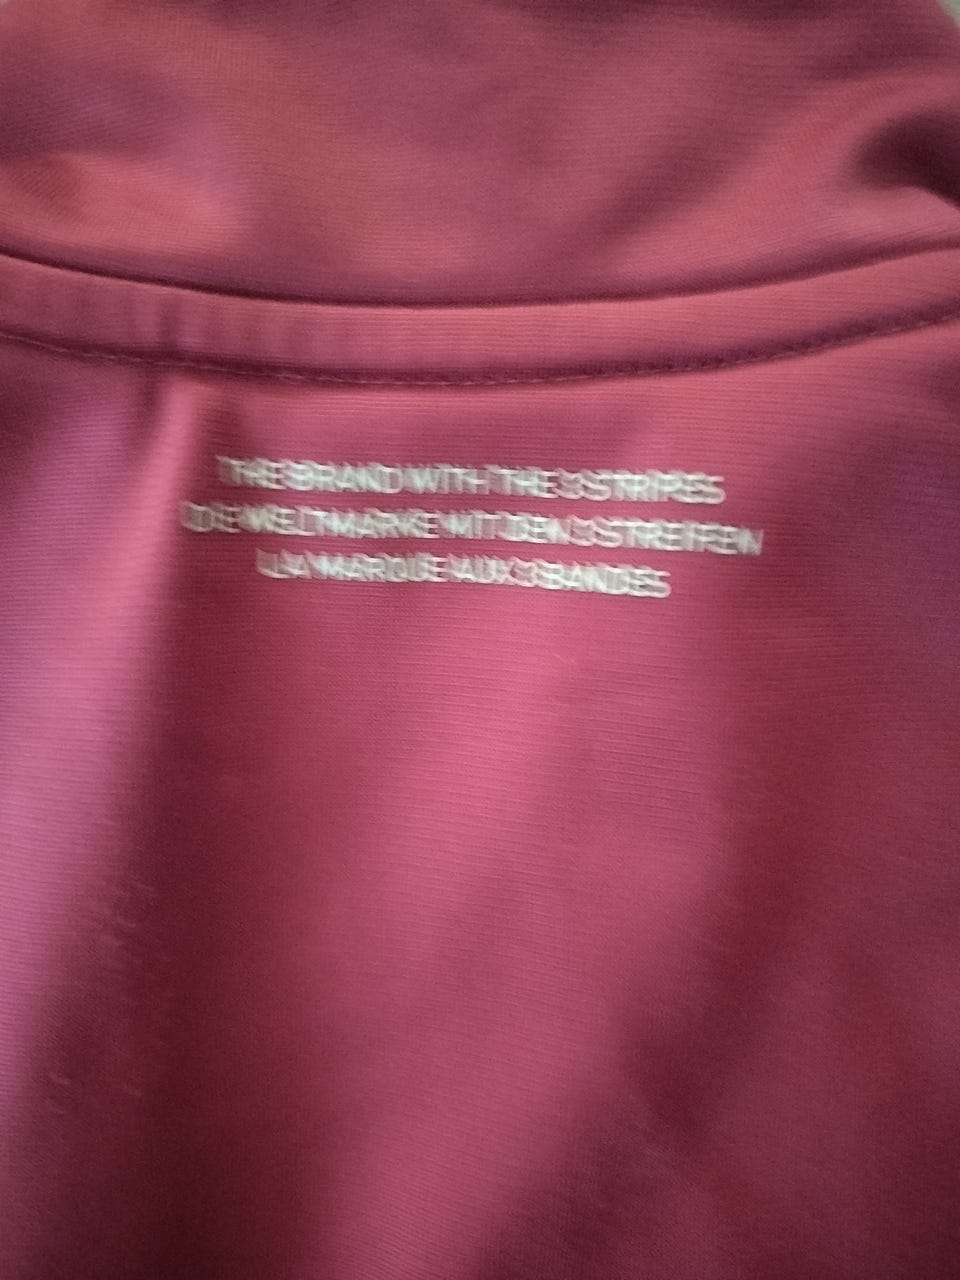 THE BRAND WITH THE 3 STRIPES
DIE WELTMARKE MIT DEN 3 STREIFEN
LA MARQUE AUX 3 BANDES